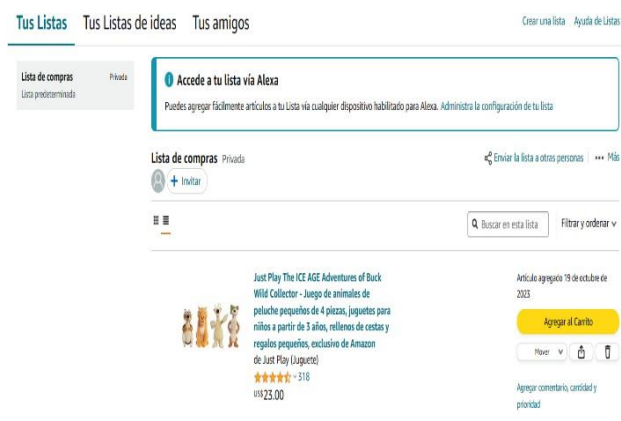 Tus Listas Tus Listas de ideas Tus amigos
Crear una lista Ayuda de Listas
Lista de compras Privada
Lista predeterminada
Accede a tu lista vía Alexa
Puedes agregar fácilmente artículos a tu Lista vía cualquier dispositivo habilitado para Alexa. Administra la configuración de tu lista
Lista de compras Privada
Enviar la lista a otras personas ••• Más
+ Invitar
Buscar en esta lista
Filtrar y ordenar
Just Play The ICE AGE Adventures of Buck
Wild Collector - Juego de animales de
peluche pequeños de 4 piezas, juguetes para
niños a partir de 3 años, rellenos de cestas y
regalos pequeños, exclusivo de Amazon
de Just Play (Juguete)
318
US$23.00
Artículo agregado 19 de octubre de
2023
Agregar al Carrito
Mover
Agregar comentario, cantidad y
prioridad